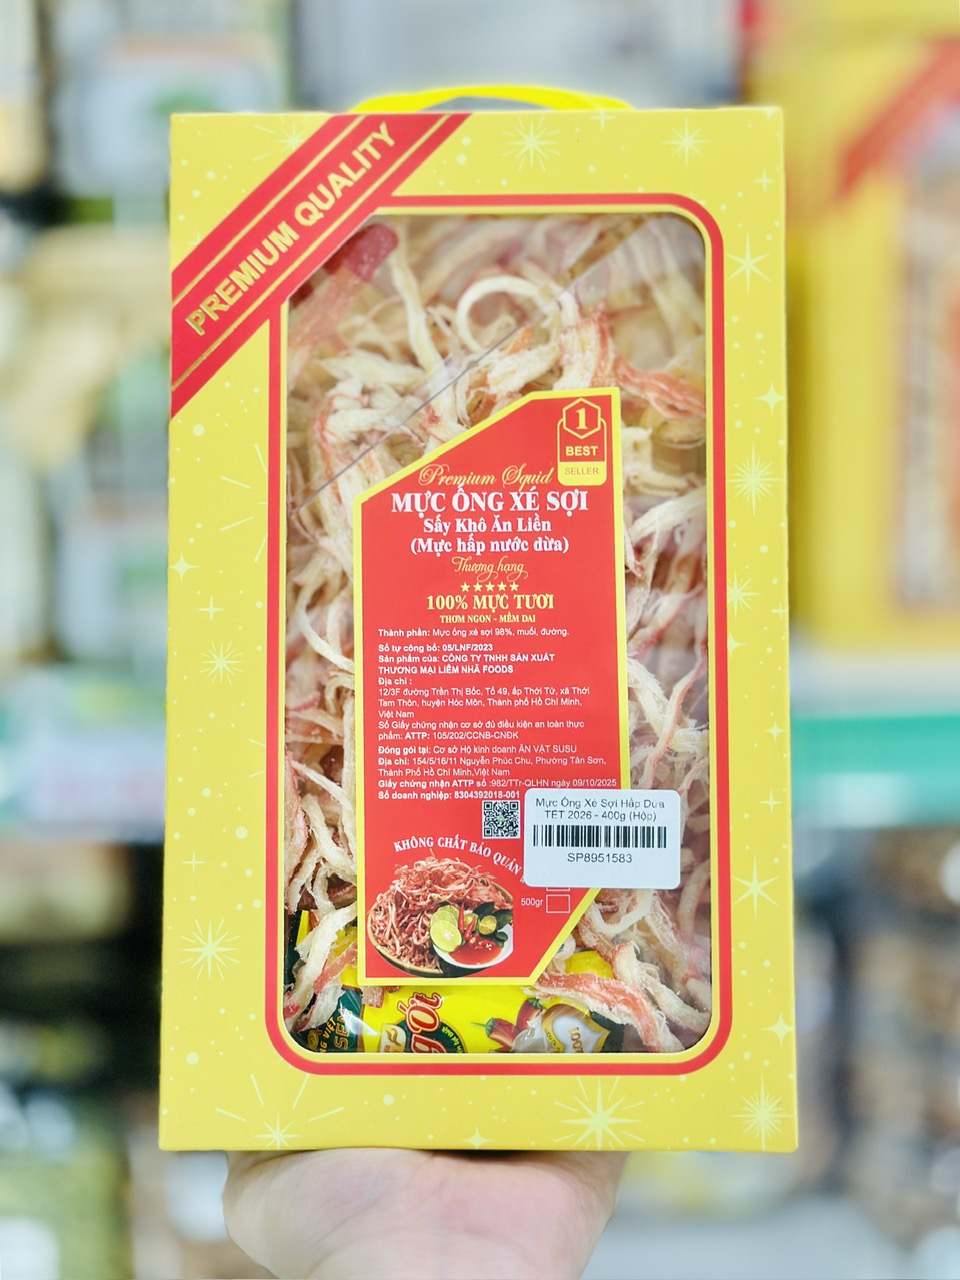 PREMIUM QUALITY
1
BEST
SELLER
Premium Squid
MỰC ỐNG XÉ SỢI
Sấy Khô Ăn Liền
(Mực hấp nước dừa)
Thượng hạng
100% MỰC TƯƠI
THƠM NGON - MỀM DAI
Thành phần: Mực ống xé sợi 98%, muối, đường.
Số tự công bố: 05/LNF/2023
Sản phẩm của: CÔNG TY TNHH SẢN XUẤT
THƯƠNG MẠI LIÊM NHÃ FOODS
Địa chỉ :
12/3F đường Trần Thị Bốc, Tổ 49, ấp Thới Tứ, xã Thới
Tam Thôn, huyện Hóc Môn, Thành phố Hồ Chí Minh,
Việt Nam
Số Giấy chứng nhận cơ sở đủ điều kiện an toàn thực
phẩm: ATTP: 105/202/CCNB-CNĐK
Đóng gói tại: Cơ sở Hộ kinh doanh ĂN VẶT SUSU
Địa chỉ: 154/5/16/11 Nguyễn Phúc Chu, Phường Tân Sơn,
Thành Phố Hồ Chí Minh,Việt Nam
Giấy chứng nhận ATTP số :982/TTr-QLHN ngày 09/10/2025
Số doanh nghiệp: 8304392018-001
Mực Ống Xé Sợi Hấp Dừa
TẾT 2026 - 400g (Hộp)
SP8951583
KHÔNG CHẤT BẢO QUẢN
500gr
Ớt